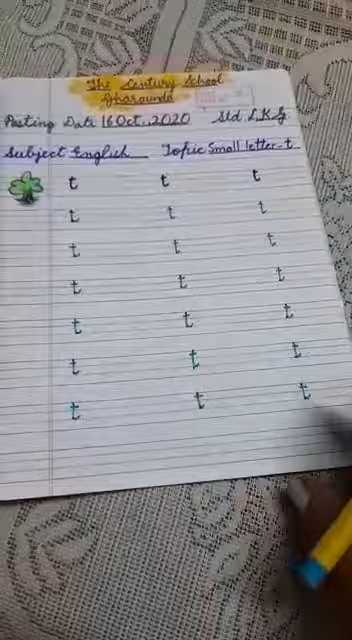 The Century School
Gharaunda
Posting Date 16 Oct, 2020 Std L.K.G
Subject English Topic Small letter-t
t t t
t t t
t t t
t t t
t t t
t t t
t t t